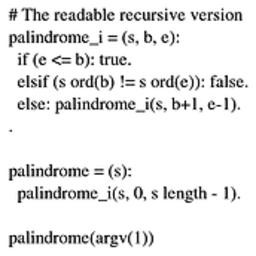 # The readable recursive version
palindrome_i = (s, b, e):
if (e <= b): true.
elsif (s ord(b) != s ord(e)): false.
else: palindrome_i(s, b+1, e-1).
.
palindrome = (s):
palindrome_i(s, 0, s length - 1).
palindrome(argv(1))